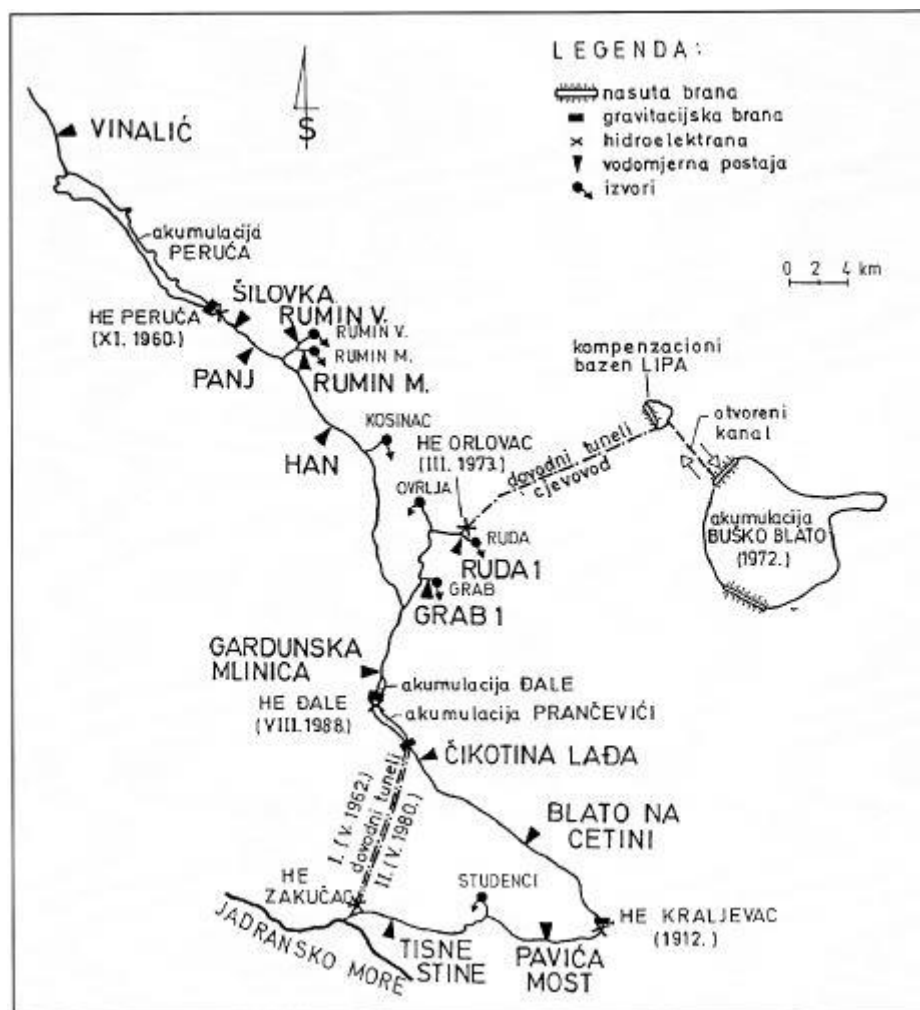 LEGENDA:
nasuta brana
gravitacijska brana
hidroelektrana
vodomjerna postaja
izvori
Š
0 2 4 km
VINALIĆ
akumulacija
PERUĆA
ŠILOVKA
RUMIN V.
RUMIN V.
HE PERUĆA
(XI. 1960.)
RUMIN M.
PANJ
RUMIN M.
kompenzacioni
bazen LIPA
otvoreni
kanal
KOSINAC
HAN
HE ORLOVAC
(III. 1973.)
dovodni tuneli
cjevovod
OVRLJA
akumulacija
BUŠKO BLATO
(1972.)
RUDA
RUDA 1
GRAB
GRAB 1
GARDUNSKA
MLINICA
akumulacija ĐALE
HE ĐALE
(VIII. 1988.)
akumulacija PRANČEVIĆI
ČIKOTINA LAĐA
I. (V. 1962.)
dovodni tuneli
II. (V. 1980.)
BLATO NA
CETINI
HE
ZAKUČAC
STUDENCI
HE KRALJEVAC
(1912.)
JADRANSKO MORE
TISNE
STINE
PAVIĆA
MOST